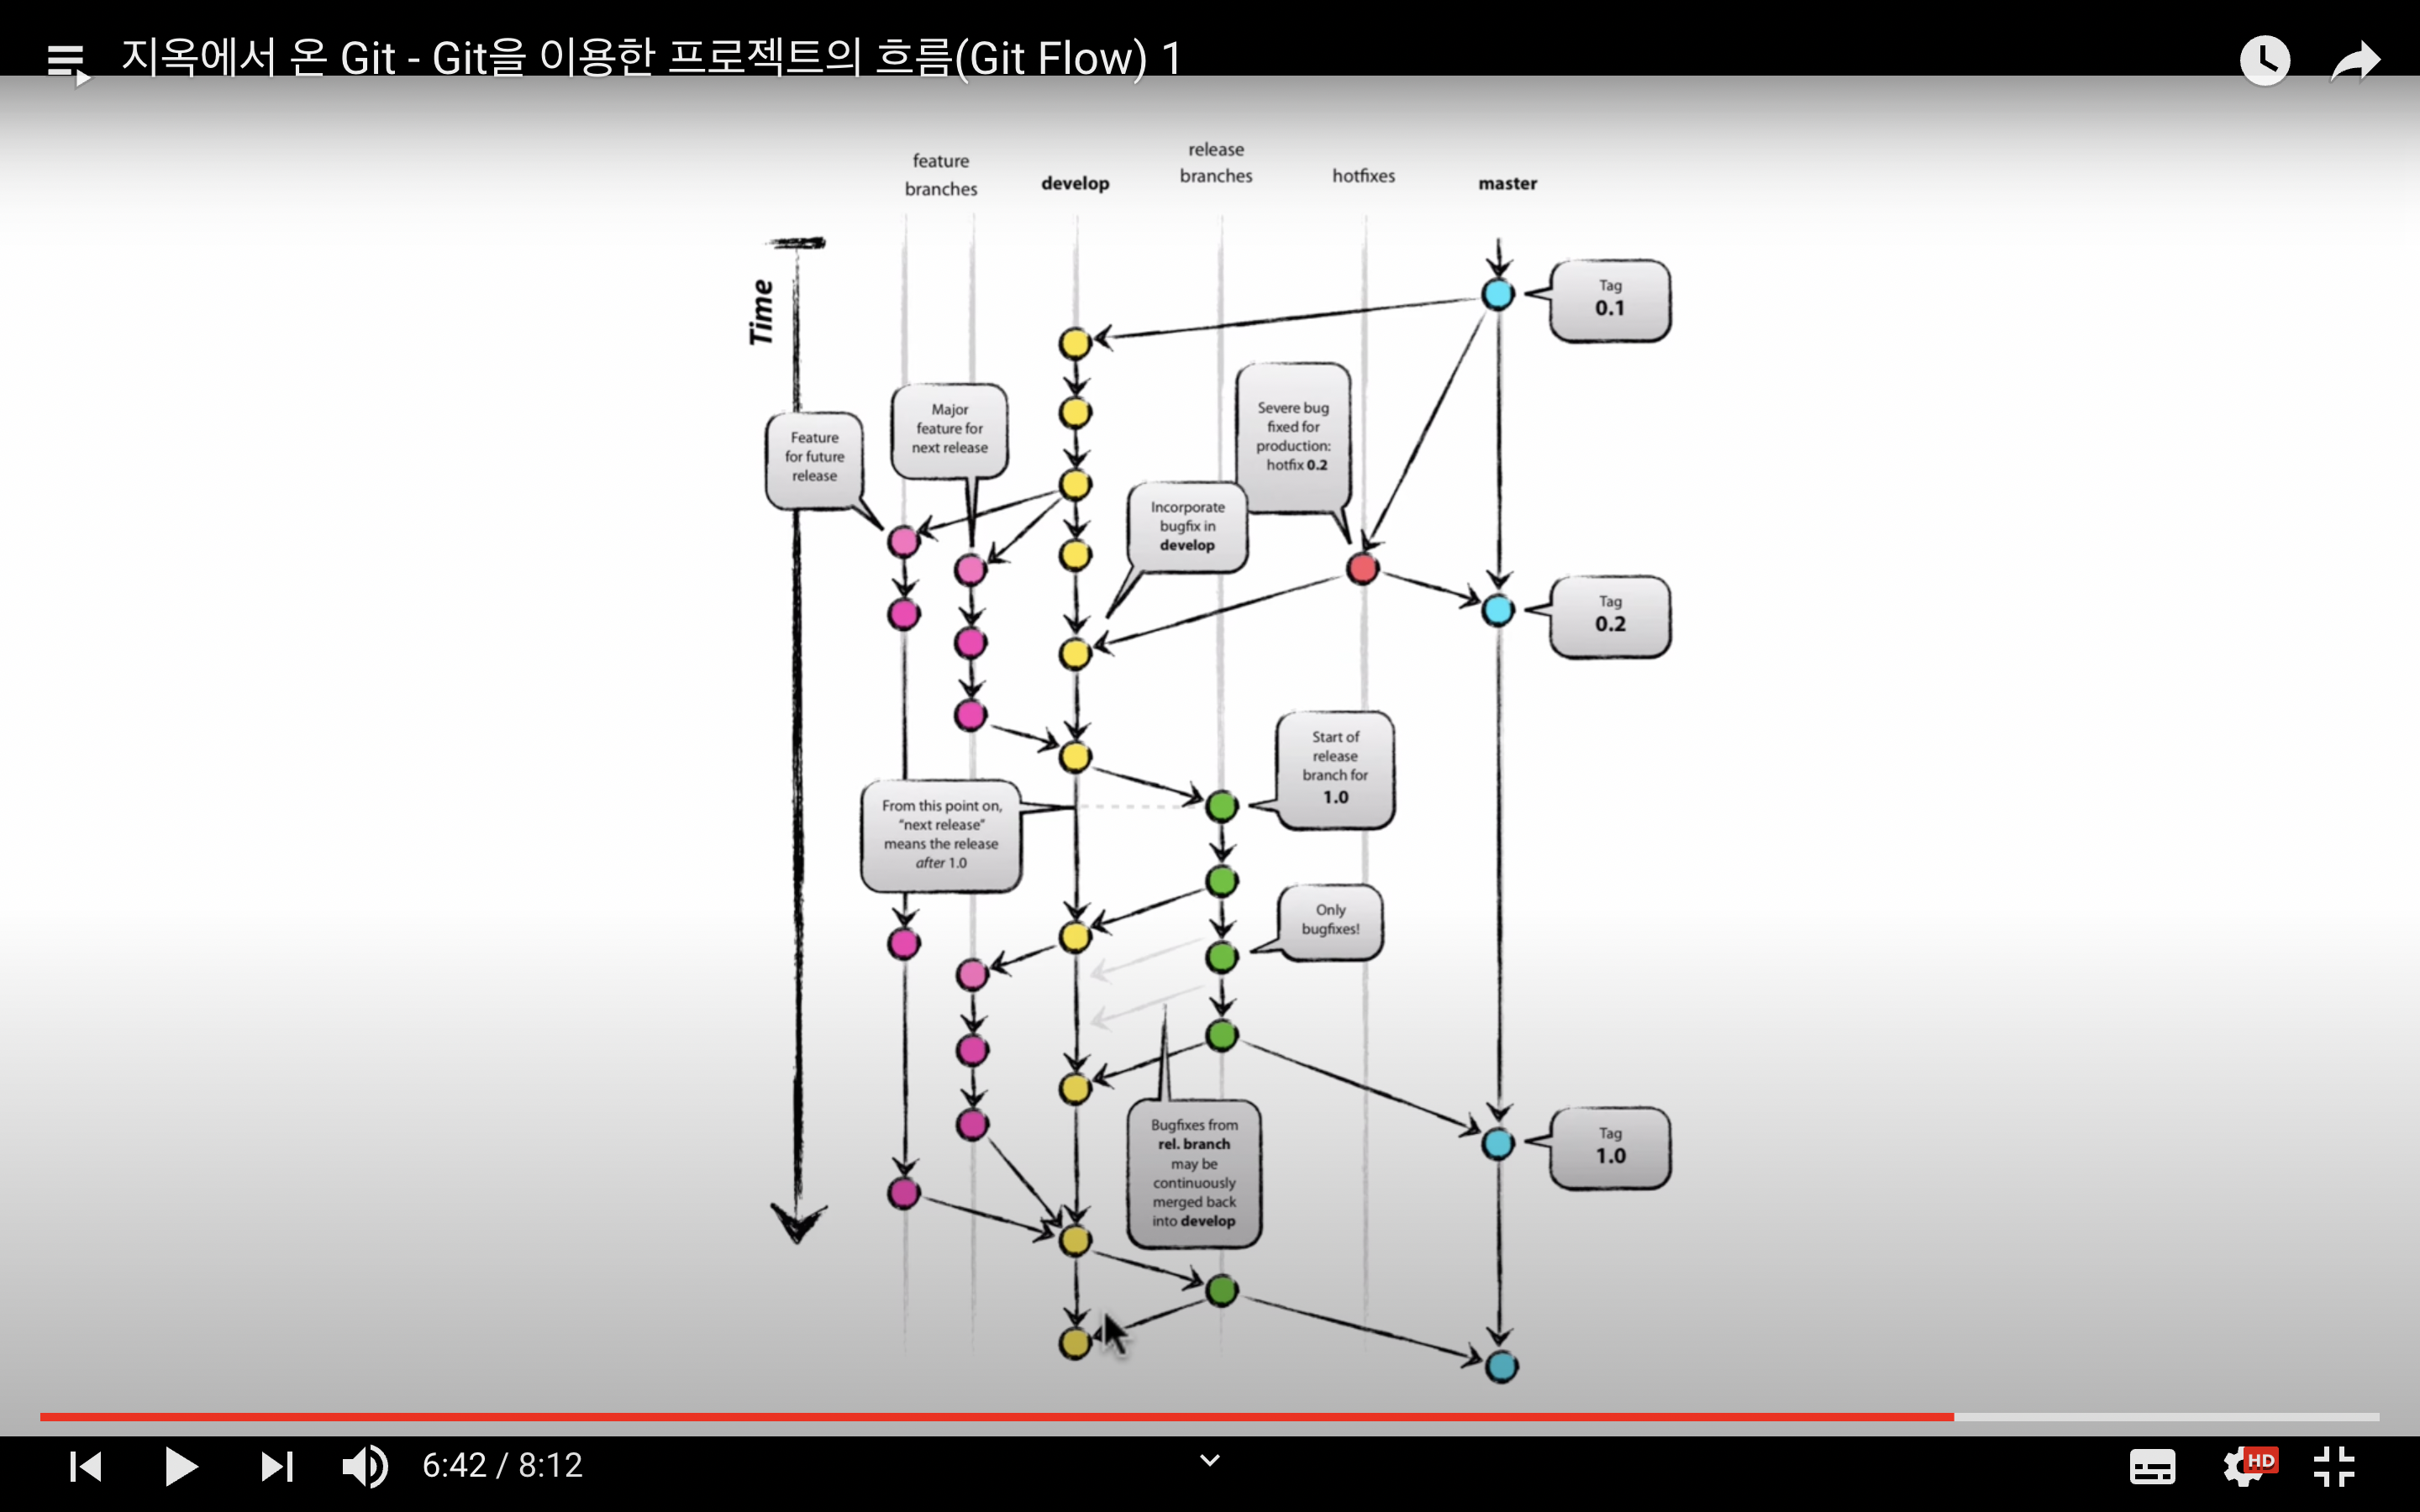 지옥에서 온 Git - Git을 이용한 프로젝트의 흐름(Git Flow) 1
feature
branches
develop
release
branches
hotfixes
master
Time
Tag
0.1
Major
feature for
next release
Feature
for future
release
Severe bug
fixed for
production:
hotfix 0.2
Incorporate
bugfix in
develop
Tag
0.2
Start of
release
branch for
1.0
From this point on,
“next release”
means the release
after 1.0
Only
bugfixes!
Bugfixes from
rel. branch
may be
continuously
merged back
into develop
Tag
1.0
6:42 / 8:12
HD